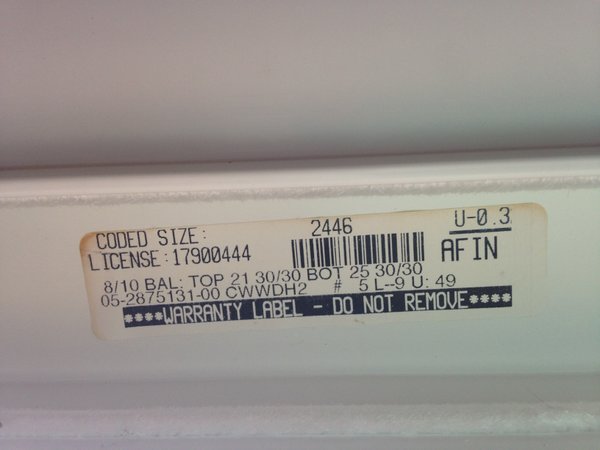 CODED SIZE: 2446 U-0.3
LICENSE:17900444 AFIN
8/10 BAL: TOP 21 30/30 BOT 25 30/30
05-2875131-00 CWWDH2 # 5 L--9 U: 49
****WARRANTY LABEL - DO NOT REMOVE****